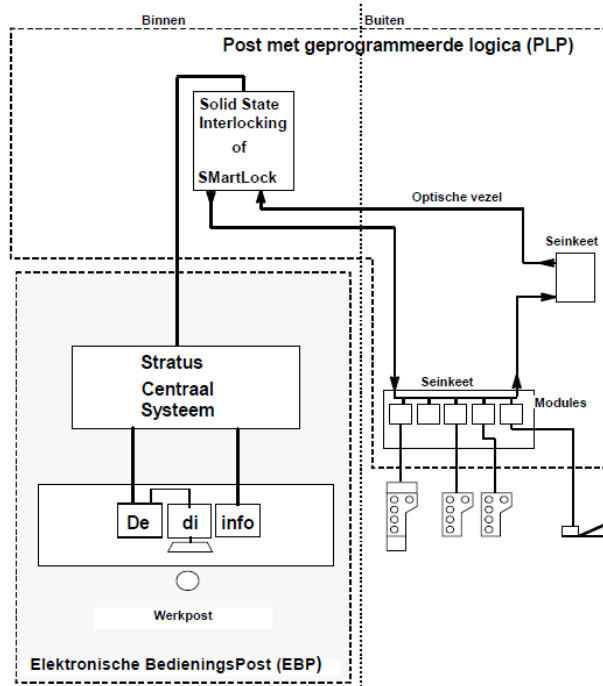 Binnen
Buiten
Post met geprogrammeerde logica (PLP)
Solid State
Interlocking
of
SMartLock
Optische vezel
Seinkeet
Stratus
Centraal
Systeem
Seinkeet
Modules
De
di
info
Werkpost
Elektronische BedieningsPost (EBP)